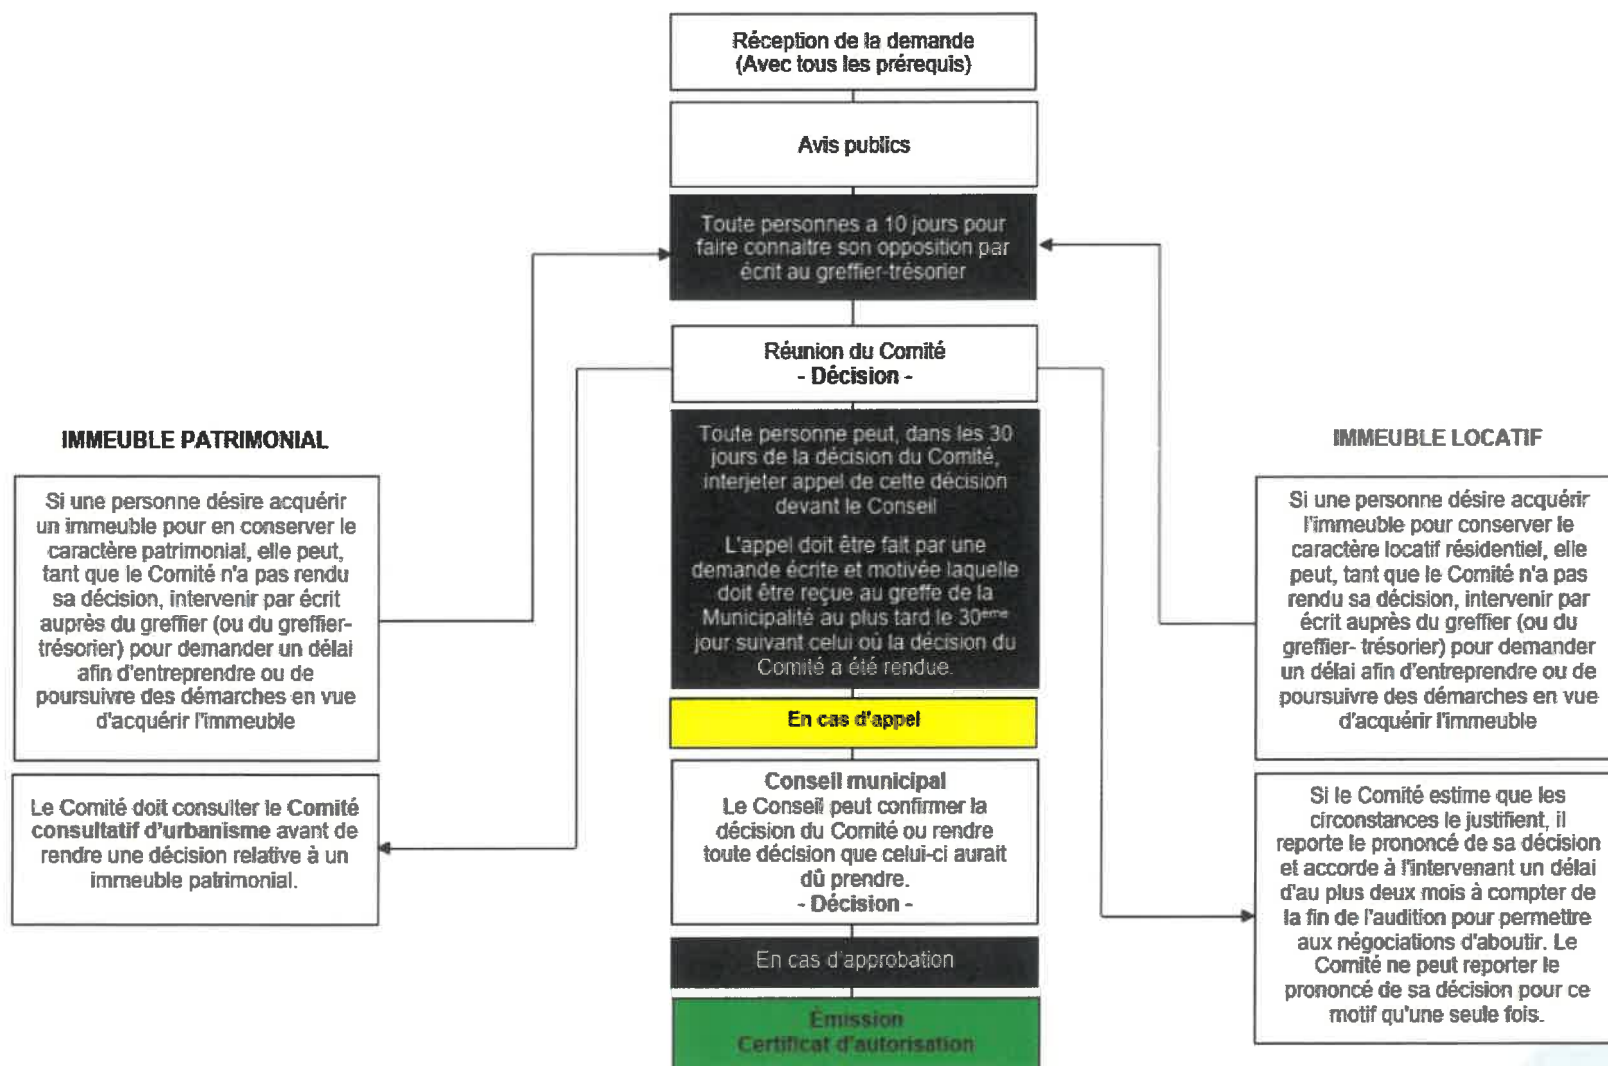 Réception de la demande
(Avec tous les prérequis)
Avis publics
Toute personnes a 10 jours pour
faire connaitre son opposition par
écrit au greffier-trésorier
Réunion du Comité
- Décision -
Toute personne peut, dans les 30
jours de la décision du Comité,
interjeter appel de cette décision
devant le Conseil
L'appel doit être fait par une
demande écrite et motivée laquelle
doit être reçue au greffe de la
Municipalité au plus tard le 30ème
jour suivant celui où la décision du
Comité a été rendue.
En cas d'appel
Conseil municipal
Le Conseil peut confirmer la
décision du Comité ou rendre
toute décision que celui-ci aurait
dû prendre.
- Décision -
En cas d'approbation
Émission
Certificat d'autorisation
IMMEUBLE PATRIMONIAL
Si une personne désire acquérir
un immeuble pour en conserver le
caractère patrimonial, elle peut,
tant que le Comité n'a pas rendu
sa décision, intervenir par écrit
auprès du greffier (ou du greffier-
trésorier) pour demander un délai
afin d'entreprendre ou de
poursuivre des démarches en vue
d'acquérir l'immeuble
Le Comité doit consulter le Comité
consultatif d'urbanisme avant de
rendre une décision relative à un
immeuble patrimonial.
IMMEUBLE LOCATIF
Si une personne désire acquérir
l'immeuble pour conserver le
caractère locatif résidentiel, elle
peut, tant que le Comité n'a pas
rendu sa décision, intervenir par
écrit auprès du greffier (ou du
greffier- trésorier) pour demander
un délai afin d'entreprendre ou de
poursuivre des démarches en vue
d'acquérir l'immeuble
Si le Comité estime que les
circonstances le justifient, il
reporte le prononcé de sa décision
et accorde à l'intervenant un délai
d'au plus deux mois à compter de
la fin de l'audition pour permettre
aux négociations d'aboutir. Le
Comité ne peut reporter le
prononcé de sa décision pour ce
motif qu'une seule fois.